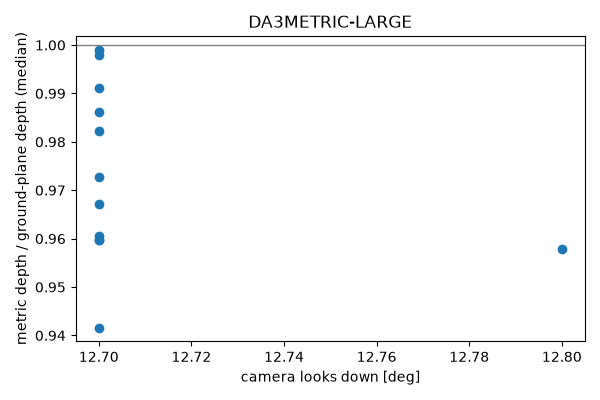 DA3METRIC-LARGE
metric depth / ground-plane depth (median)
1.00
0.99
0.98
0.97
0.96
0.95
0.94
12.70 12.72 12.74 12.76 12.78 12.80
camera looks down [deg]